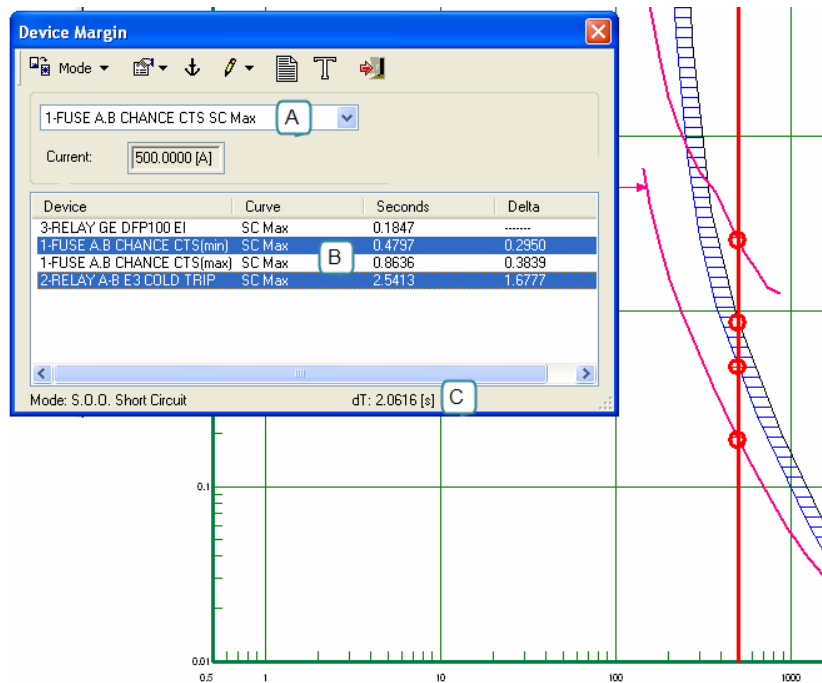 Device Margin
Mode
1-FUSE A.B CHANCE CTS SC Max A
Current: 500.0000 [A]
Device Curve Seconds Delta
3-RELAY GE DFP100 EI SC Max 0.1847 -------
1-FUSE A.B CHANCE CTS(min) SC Max 0.4797 0.2950
B
1-FUSE A.B CHANCE CTS(max) SC Max 0.8636 0.3839
2-RELAY A-B E3 COLD TRIP SC Max 2.5413 1.6777
Mode: S.O.O. Short Circuit dT: 2.0616 [s] C
0.1
0.01
0.5 1 10 100 1000